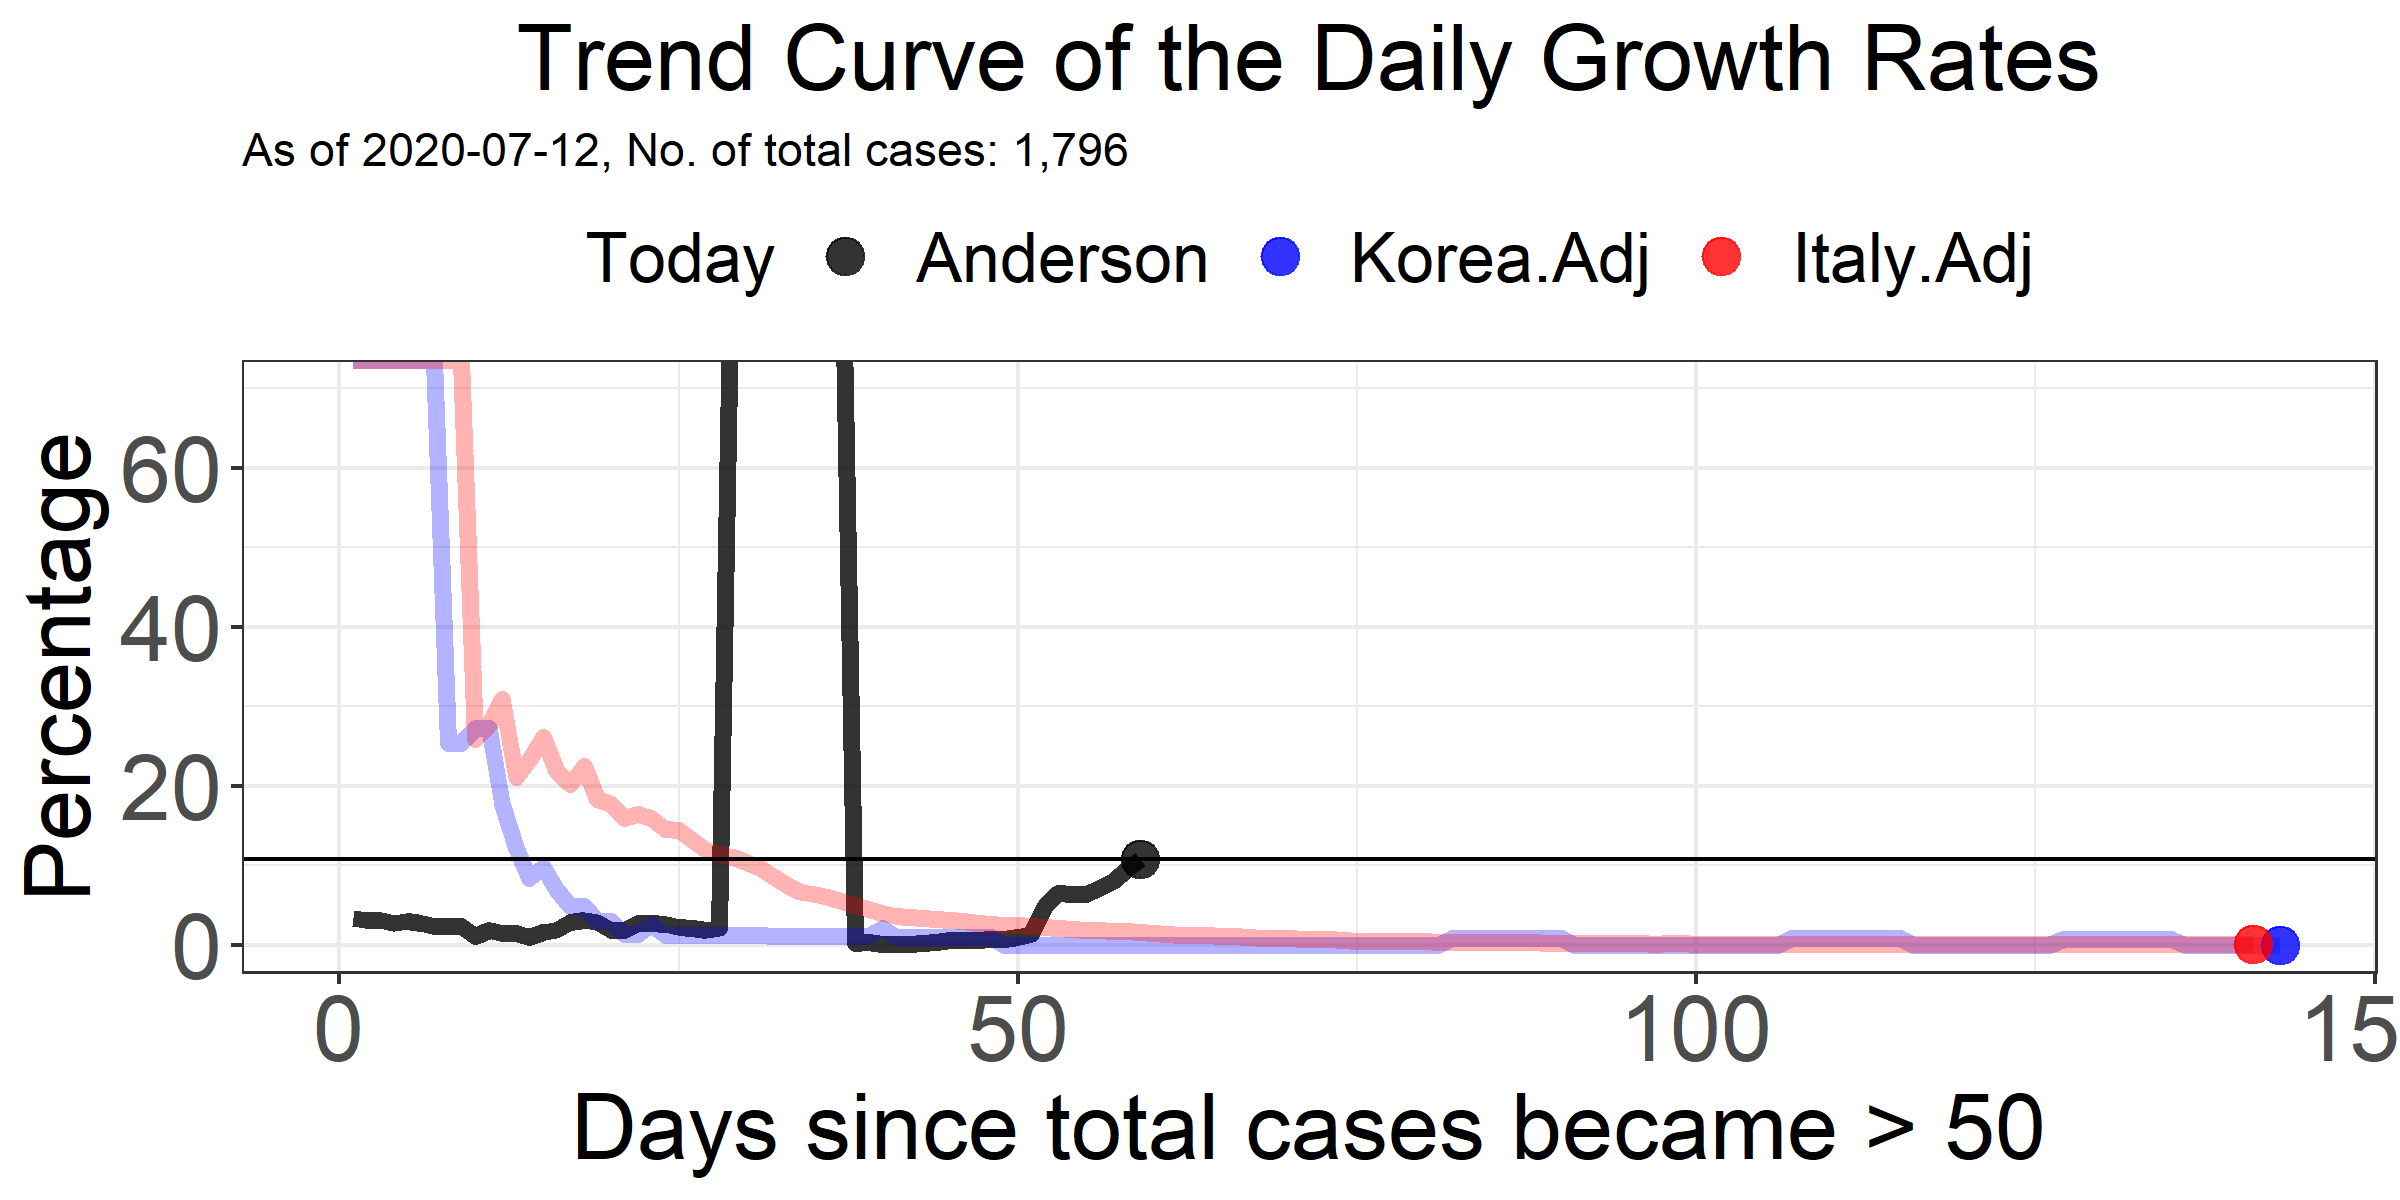 Trend Curve of the Daily Growth Rates
As of 2020-07-12, No. of total cases: 1,796
Today Anderson Korea.Adj Italy.Adj
Percentage
60
40
20
0
0 50 100 15
Days since total cases became > 50